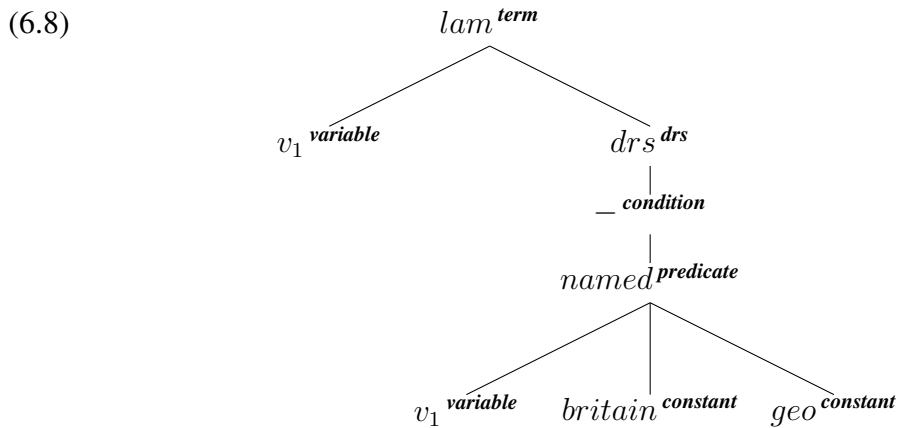 (6.8) lam term
v1 variable drs drs
_ condition
named predicate
v1 variable britain constant geo constant